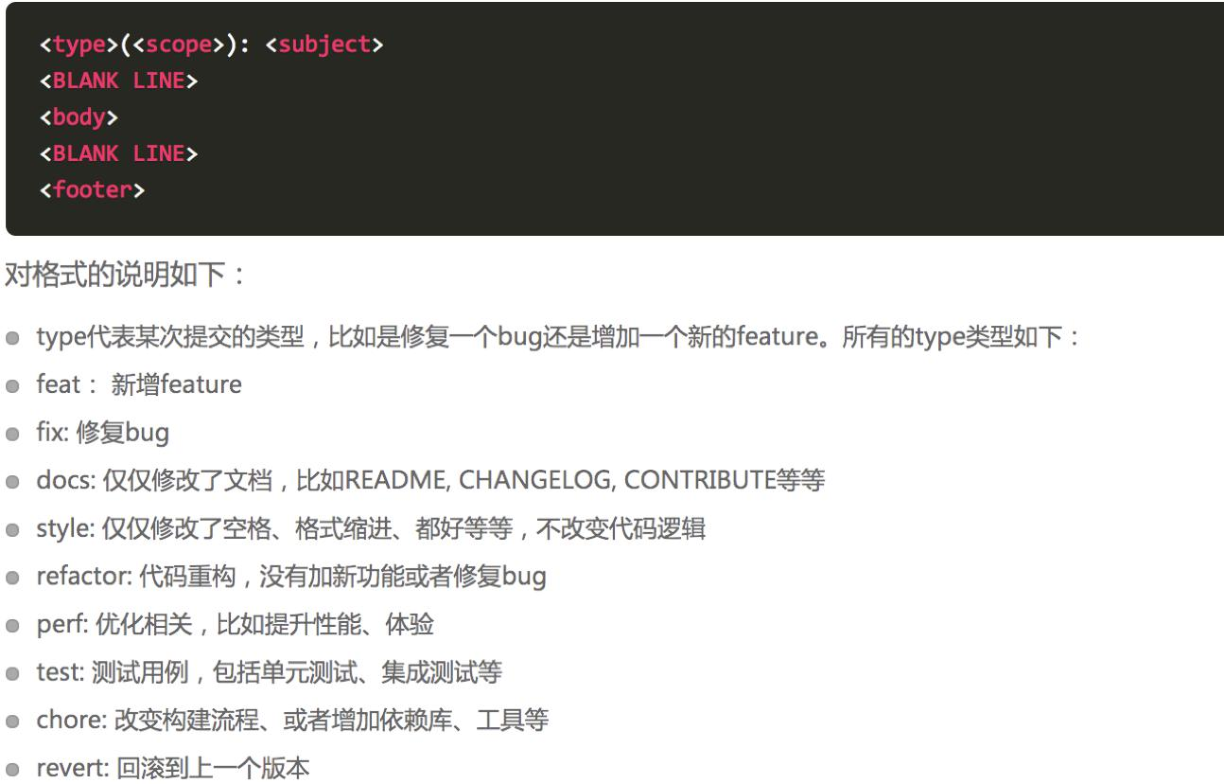 <type>(<scope>): <subject>
<BLANK LINE>
<body>
<BLANK LINE>
<footer>
对格式的说明如下：
type代表某次提交的类型，比如是修复一个bug还是增加一个新的feature。所有的type类型如下：
feat： 新增feature
fix: 修复bug
docs: 仅仅修改了文档，比如README, CHANGELOG, CONTRIBUTE等等
style: 仅仅修改了空格、格式缩进、都好等等，不改变代码逻辑
refactor: 代码重构，没有加新功能或者修复bug
perf: 优化相关，比如提升性能、体验
test: 测试用例，包括单元测试、集成测试等
chore: 改变构建流程、或者增加依赖库、工具等
revert: 回滚到上一个版本